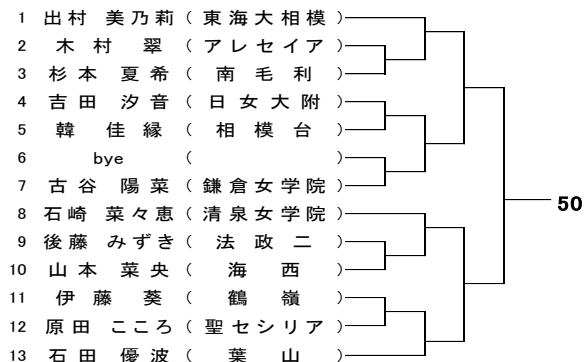 1 出村 美乃莉 ( 東海大相模 )
2 木村 翠 ( アレセイア )
3 杉本 夏希 ( 南毛利 )
4 吉田 汐音 ( 日女大附 )
5 韓 佳縁 ( 相模台 )
6 bye ( )
7 古谷 陽菜 ( 鎌倉女学院 )
8 石崎 菜々恵 ( 清泉女学院 )
50
9 後藤 みずき ( 法政二 )
10 山本 菜央 ( 海西 )
11 伊藤 葵 ( 鶴嶺 )
12 原田 こころ ( 聖セシリア )
13 石田 優波 ( 葉山 )